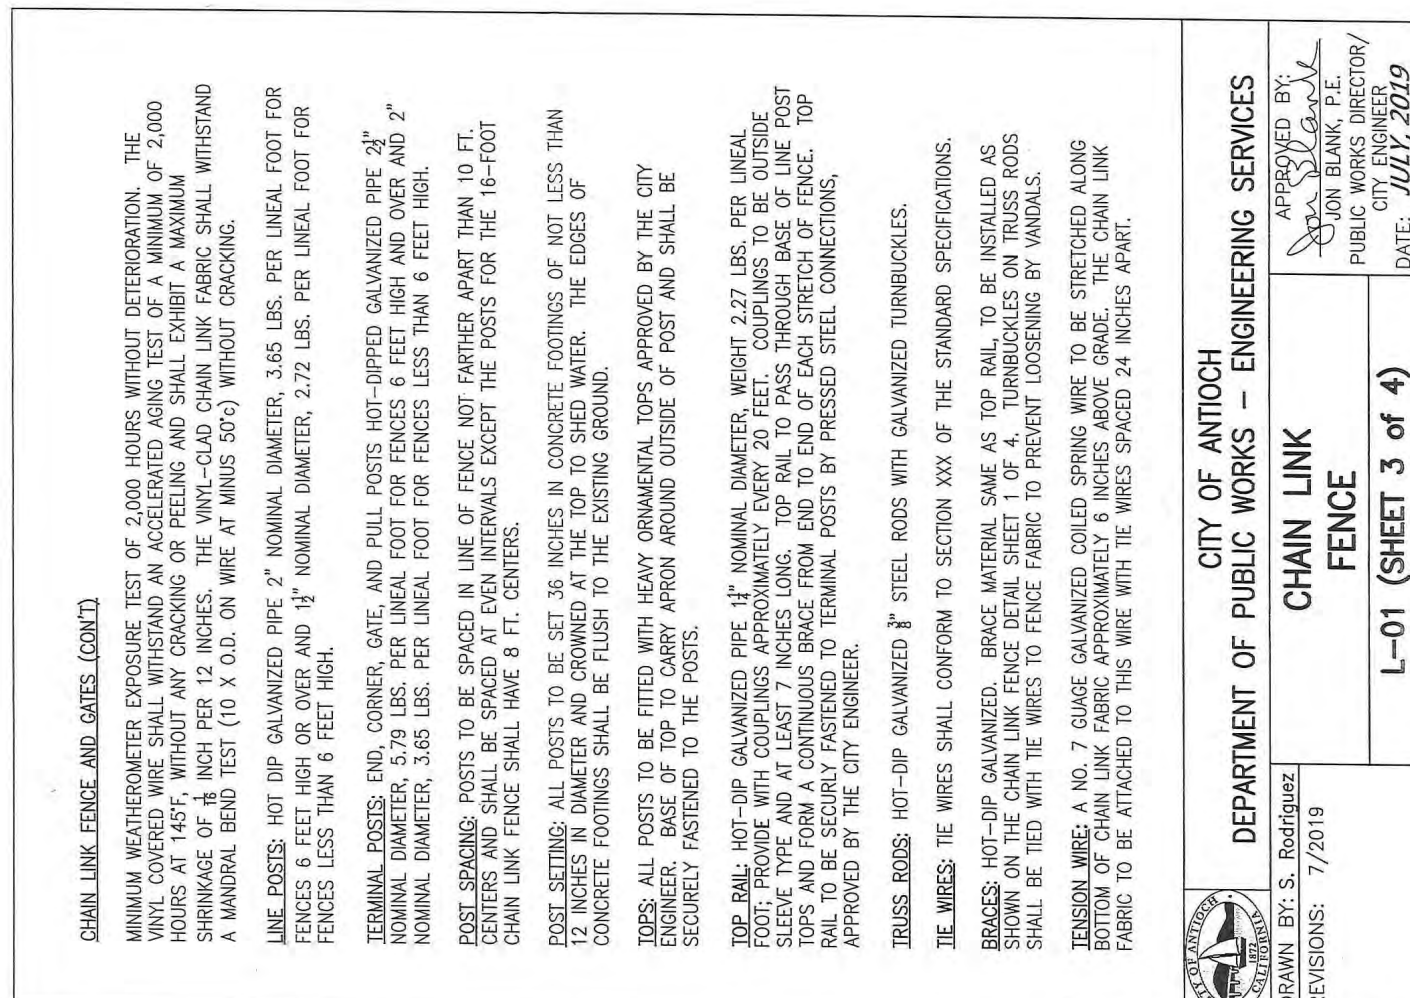 CHAIN LINK FENCE AND GATES (CON'T)
MINIMUM WEATHEROMETER EXPOSURE TEST OF 2,000 HOURS WITHOUT DETERIORATION. THE
VINYL COVERED WIRE SHALL WITHSTAND AN ACCELERATED AGING TEST OF A MINIMUM OF 2,000
HOURS AT 145°F, WITHOUT ANY CRACKING OR PEELING AND SHALL EXHIBIT A MAXIMUM
SHRINKAGE OF 1/16 INCH PER 12 INCHES. THE VINYL-CLAD CHAIN LINK FABRIC SHALL WITHSTAND
A MANDRAL BEND TEST (10 X O.D. ON WIRE AT MINUS 50°c) WITHOUT CRACKING.
LINE POSTS: HOT DIP GALVANIZED PIPE 2" NOMINAL DIAMETER, 3.65 LBS. PER LINEAL FOOT FOR
FENCES 6 FEET HIGH OR OVER AND 1½" NOMINAL DIAMETER, 2.72 LBS. PER LINEAL FOOT FOR
FENCES LESS THAN 6 FEET HIGH.
TERMINAL POSTS: END, CORNER, GATE, AND PULL POSTS HOT-DIPPED GALVANIZED PIPE 2½"
NOMINAL DIAMETER, 5.79 LBS. PER LINEAL FOOT FOR FENCES 6 FEET HIGH AND OVER AND 2"
NOMINAL DIAMETER, 3.65 LBS. PER LINEAL FOOT FOR FENCES LESS THAN 6 FEET HIGH.
POST SPACING: POSTS TO BE SPACED IN LINE OF FENCE NOT FARTHER APART THAN 10 FT.
CENTERS AND SHALL BE SPACED AT EVEN INTERVALS EXCEPT THE POSTS FOR THE 16-FOOT
CHAIN LINK FENCE SHALL HAVE 8 FT. CENTERS.
POST SETTING: ALL POSTS TO BE SET 36 INCHES IN CONCRETE FOOTINGS OF NOT LESS THAN
12 INCHES IN DIAMETER AND CROWNED AT THE TOP TO SHED WATER. THE EDGES OF
CONCRETE FOOTINGS SHALL BE FLUSH TO THE EXISTING GROUND.
TOPS: ALL POSTS TO BE FITTED WITH HEAVY ORNAMENTAL TOPS APPROVED BY THE CITY
ENGINEER. BASE OF TOP TO CARRY APRON AROUND OUTSIDE OF POST AND SHALL BE
SECURELY FASTENED TO THE POSTS.
TOP RAIL: HOT-DIP GALVANIZED PIPE 1½" NOMINAL DIAMETER, WEIGHT 2.27 LBS. PER LINEAL
FOOT; PROVIDE WITH COUPLINGS APPROXIMATELY EVERY 20 FEET. COUPLINGS TO BE OUTSIDE
SLEEVE TYPE AND AT LEAST 7 INCHES LONG. TOP RAIL TO PASS THROUGH BASE OF LINE POST
TOPS AND FORM A CONTINUOUS BRACE FROM END TO END OF EACH STRETCH OF FENCE. TOP
RAIL TO BE SECURLY FASTENED TO TERMINAL POSTS BY PRESSED STEEL CONNECTIONS,
APPROVED BY THE CITY ENGINEER.
TRUSS RODS: HOT-DIP GALVANIZED 3/8" STEEL RODS WITH GALVANIZED TURNBUCKLES.
TIE WIRES: TIE WIRES SHALL CONFORM TO SECTION XXX OF THE STANDARD SPECIFICATIONS.
BRACES: HOT-DIP GALVANIZED. BRACE MATERIAL SAME AS TOP RAIL, TO BE INSTALLED AS
SHOWN ON THE CHAIN LINK FENCE DETAIL SHEET 1 OF 4. TURNBUCKLES ON TRUSS RODS
SHALL BE TIED WITH TIE WIRES TO FENCE FABRIC TO PREVENT LOOSENING BY VANDALS.
TENSION WIRE: A NO. 7 GUAGE GALVANIZED COILED SPRING WIRE TO BE STRETCHED ALONG
BOTTOM OF CHAIN LINK FABRIC APPROXIMATELY 6 INCHES ABOVE GRADE. THE CHAIN LINK
FABRIC TO BE ATTACHED TO THIS WIRE WITH TIE WIRES SPACED 24 INCHES APART.
CITY OF ANTIOCH
CALIFORNIA
1872
CITY OF ANTIOCH
DEPARTMENT OF PUBLIC WORKS - ENGINEERING SERVICES
DRAWN BY: S. Rodriguez
REVISIONS: 7/2019
CHAIN LINK
FENCE
L-01 (SHEET 3 of 4)
APPROVED BY:
Jon Blank
JON BLANK, P.E.
PUBLIC WORKS DIRECTOR/
CITY ENGINEER
DATE: JULY, 2019